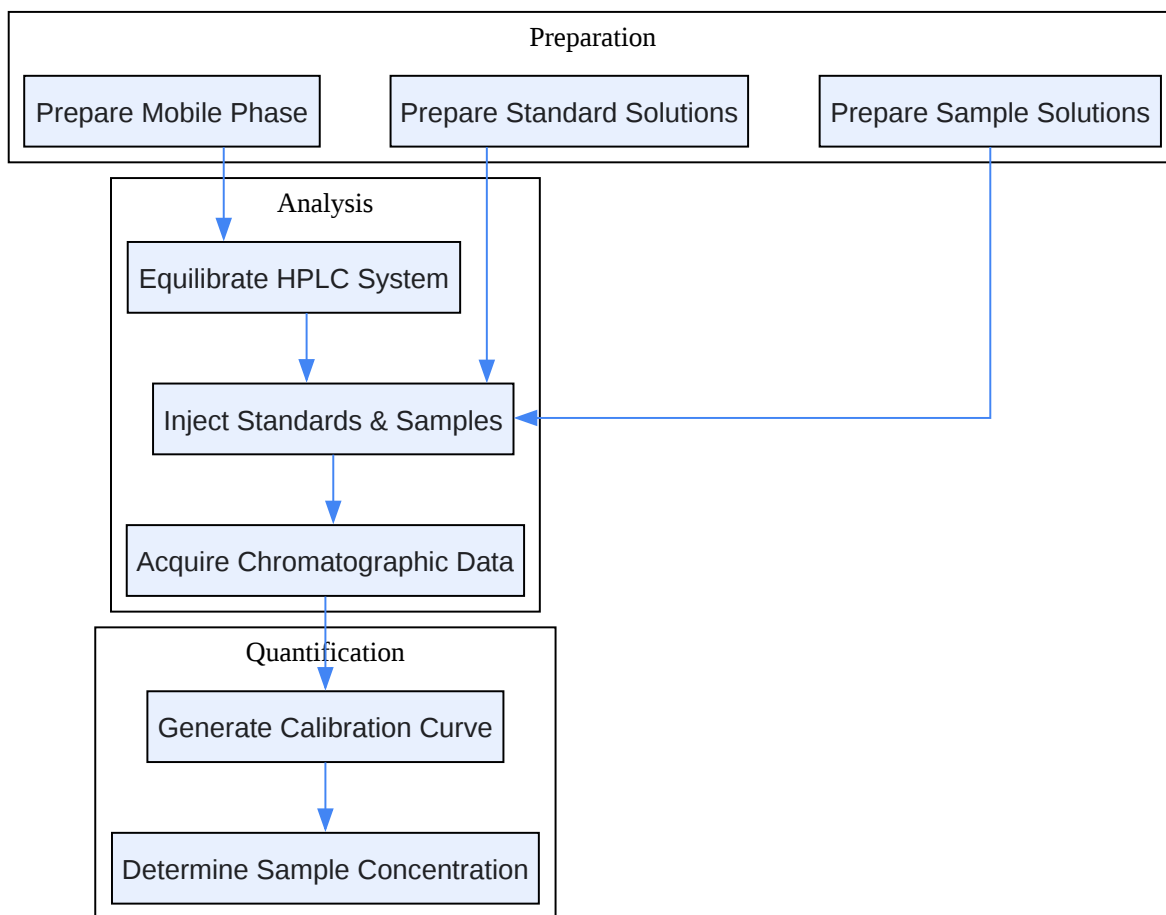 Preparation
Prepare Mobile Phase
Prepare Standard Solutions
Prepare Sample Solutions
Analysis
Equilibrate HPLC System
Inject Standards & Samples
Acquire Chromatographic Data
Quantification
Generate Calibration Curve
Determine Sample Concentration